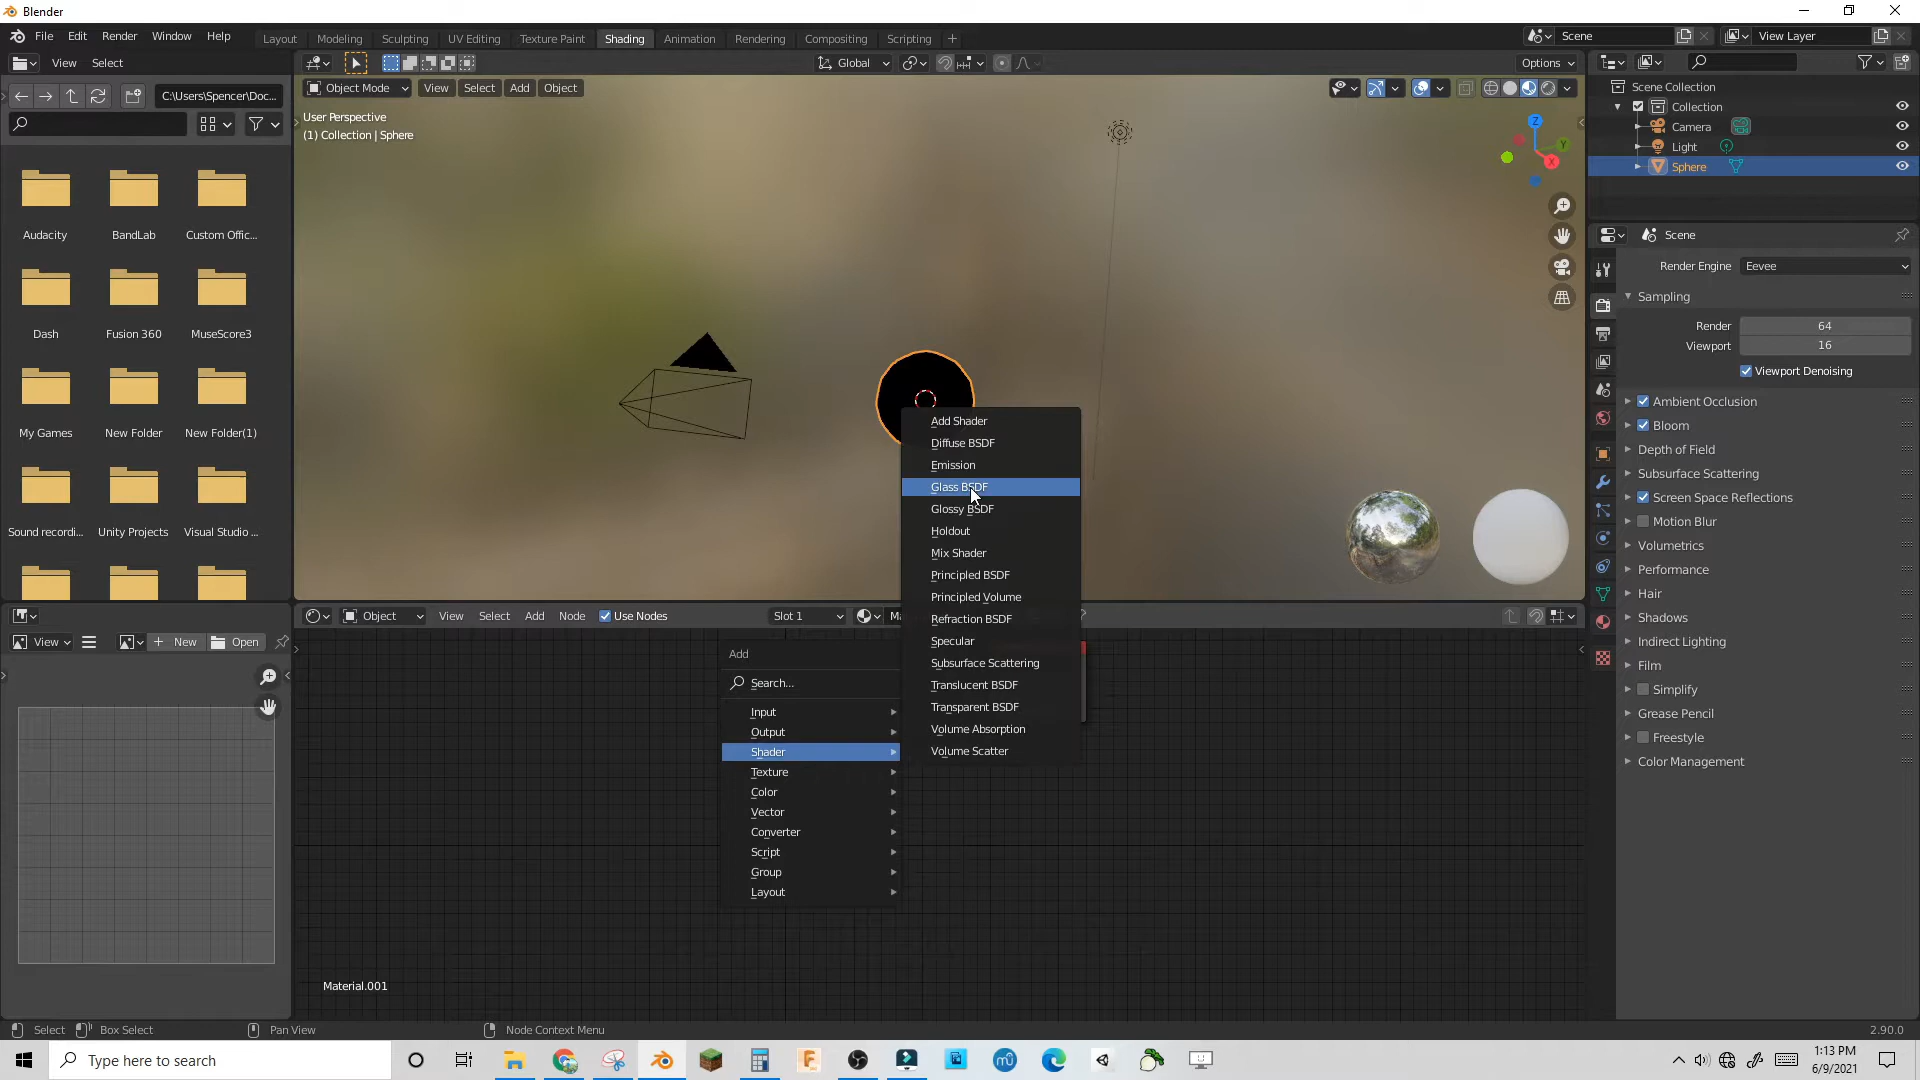 Blender
File Edit Render Window Help
Layout Modeling Sculpting UV Editing Texture Paint Shading Animation Rendering Compositing Scripting +
Scene
View Layer
View Select
Global
Options
C:\Users\Spencer\Doc...
Object Mode View Select Add Object
User Perspective
(1) Collection | Sphere
Z
Y
X
Audacity
BandLab
Custom Offic...
Dash
Fusion 360
MuseScore3
My Games
New Folder
New Folder(1)
Sound recordi...
Unity Projects
Visual Studio ...
Scene Collection
Collection
Camera
Light
Sphere
Scene
Render Engine Eevee
Sampling
Render 64
Viewport 16
Viewport Denoising
Ambient Occlusion
Bloom
Depth of Field
Subsurface Scattering
Screen Space Reflections
Motion Blur
Volumetrics
Performance
Hair
Shadows
Indirect Lighting
Film
Simplify
Grease Pencil
Freestyle
Color Management
Add Shader
Diffuse BSDF
Emission
Glass BSDF
Glossy BSDF
Holdout
Mix Shader
Principled BSDF
Principled Volume
Refraction BSDF
Specular
Subsurface Scattering
Translucent BSDF
Transparent BSDF
Volume Absorption
Volume Scatter
View
New
Open
Object View Select Add Node Use Nodes Slot 1 Ma
Add
Search...
Input
Output
Shader
Texture
Color
Vector
Converter
Script
Group
Layout
Material.001
Select Box Select Pan View Node Context Menu 2.90.0
Type here to search
1:13 PM
6/9/2021